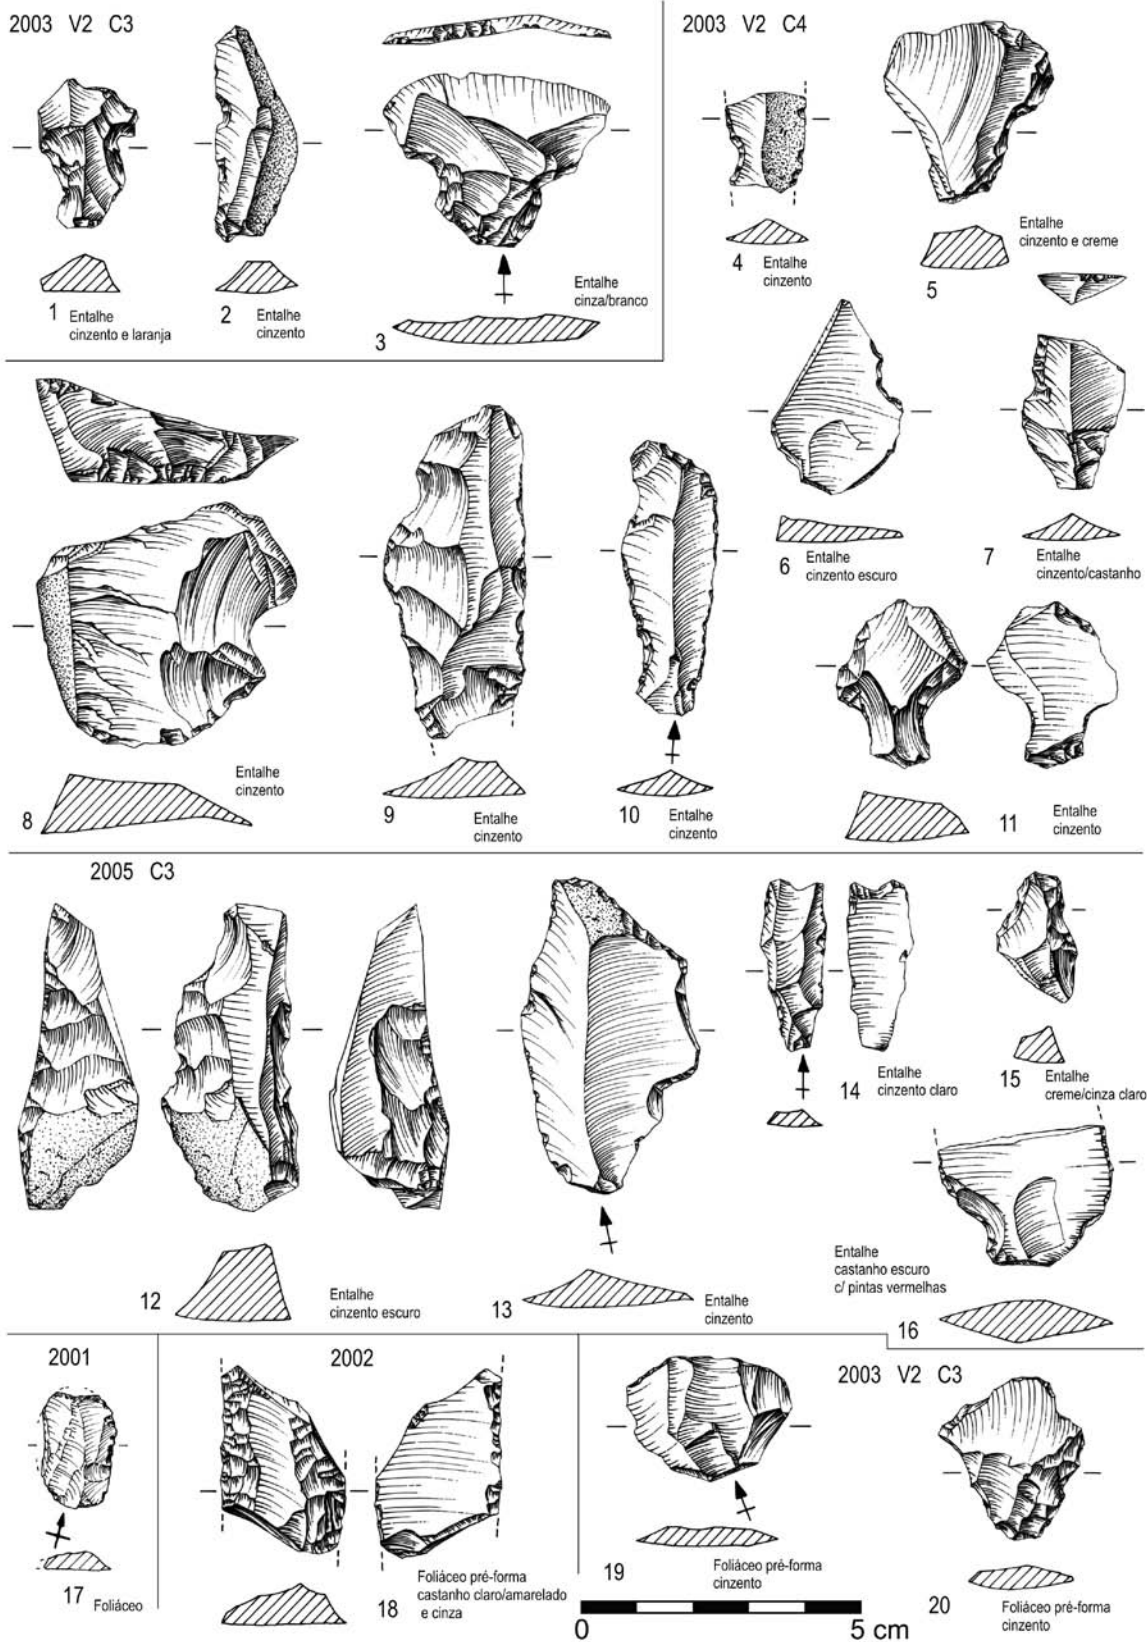 2003 V2 C3
1 Entalhe
cinzento e laranja
2 Entalhe
cinzento
3 Entalhe
cinza/branco
2003 V2 C4
4 Entalhe
cinzento
5 Entalhe
cinzento e creme
6 Entalhe
cinzento escuro
7 Entalhe
cinzento/castanho
8 Entalhe
cinzento
9 Entalhe
cinzento
10 Entalhe
cinzento
11 Entalhe
cinzento
2005 C3
12 Entalhe
cinzento escuro
13 Entalhe
cinzento
14 Entalhe
cinzento claro
15 Entalhe
creme/cinza claro
16 Entalhe
castanho escuro
c/ pintas vermelhas
2001
17 Foliáceo
2002
18 Foliáceo pré-forma
castanho claro/amarelado
e cinza
2003 V2 C3
19 Foliáceo pré-forma
cinzento
20 Foliáceo pré-forma
cinzento
0 5 cm